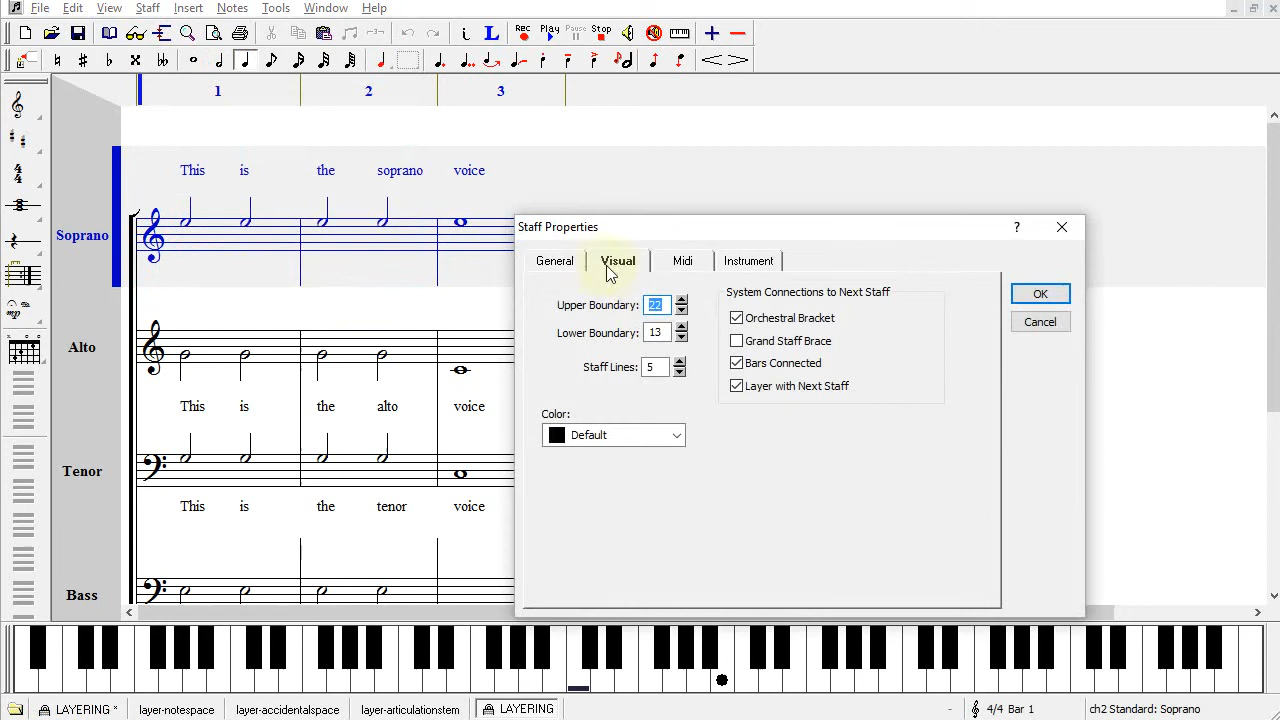 File Edit View Staff Insert Notes Tools Window Help
L REC Play Pause Stop
1 2 3
This is the soprano voice
Soprano
Alto
This is the alto voice
Tenor
This is the tenor voice
Bass
Staff Properties ?
General Visual Midi Instrument
Upper Boundary: 22
Lower Boundary: 13
Staff Lines: 5
Color:
Default
System Connections to Next Staff
Orchestral Bracket
Grand Staff Brace
Bars Connected
Layer with Next Staff
OK
Cancel
LAYERING * layer-notespace layer-accidentalspace layer-articulationstem LAYERING - 4/4 Bar 1 ch2 Standard: Soprano